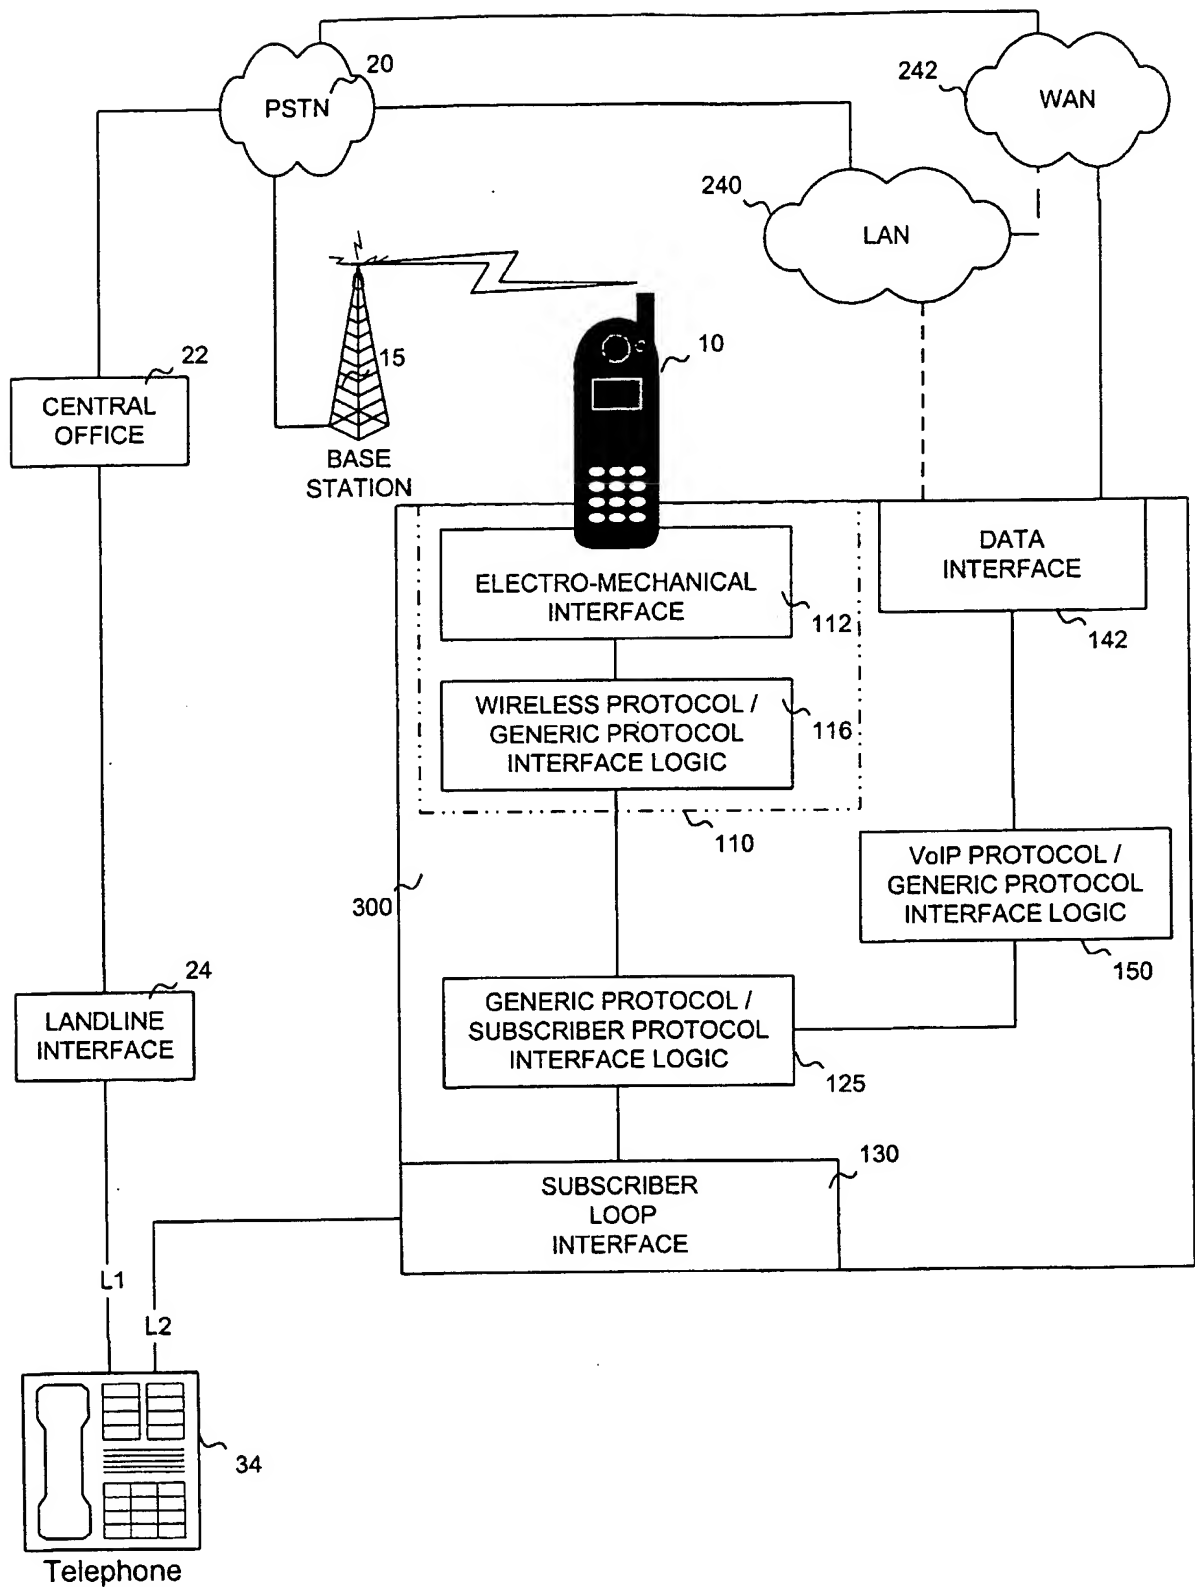 20
PSTN
242
WAN
240
LAN
22
CENTRAL
OFFICE
15
10
BASE
STATION
DATA
INTERFACE
142
ELECTRO-MECHANICAL
INTERFACE
112
WIRELESS PROTOCOL /
GENERIC PROTOCOL
INTERFACE LOGIC
116
110
300
VoIP PROTOCOL /
GENERIC PROTOCOL
INTERFACE LOGIC
150
24
LANDLINE
INTERFACE
GENERIC PROTOCOL /
SUBSCRIBER PROTOCOL
INTERFACE LOGIC
125
130
SUBSCRIBER
LOOP
INTERFACE
L1
L2
34
Telephone